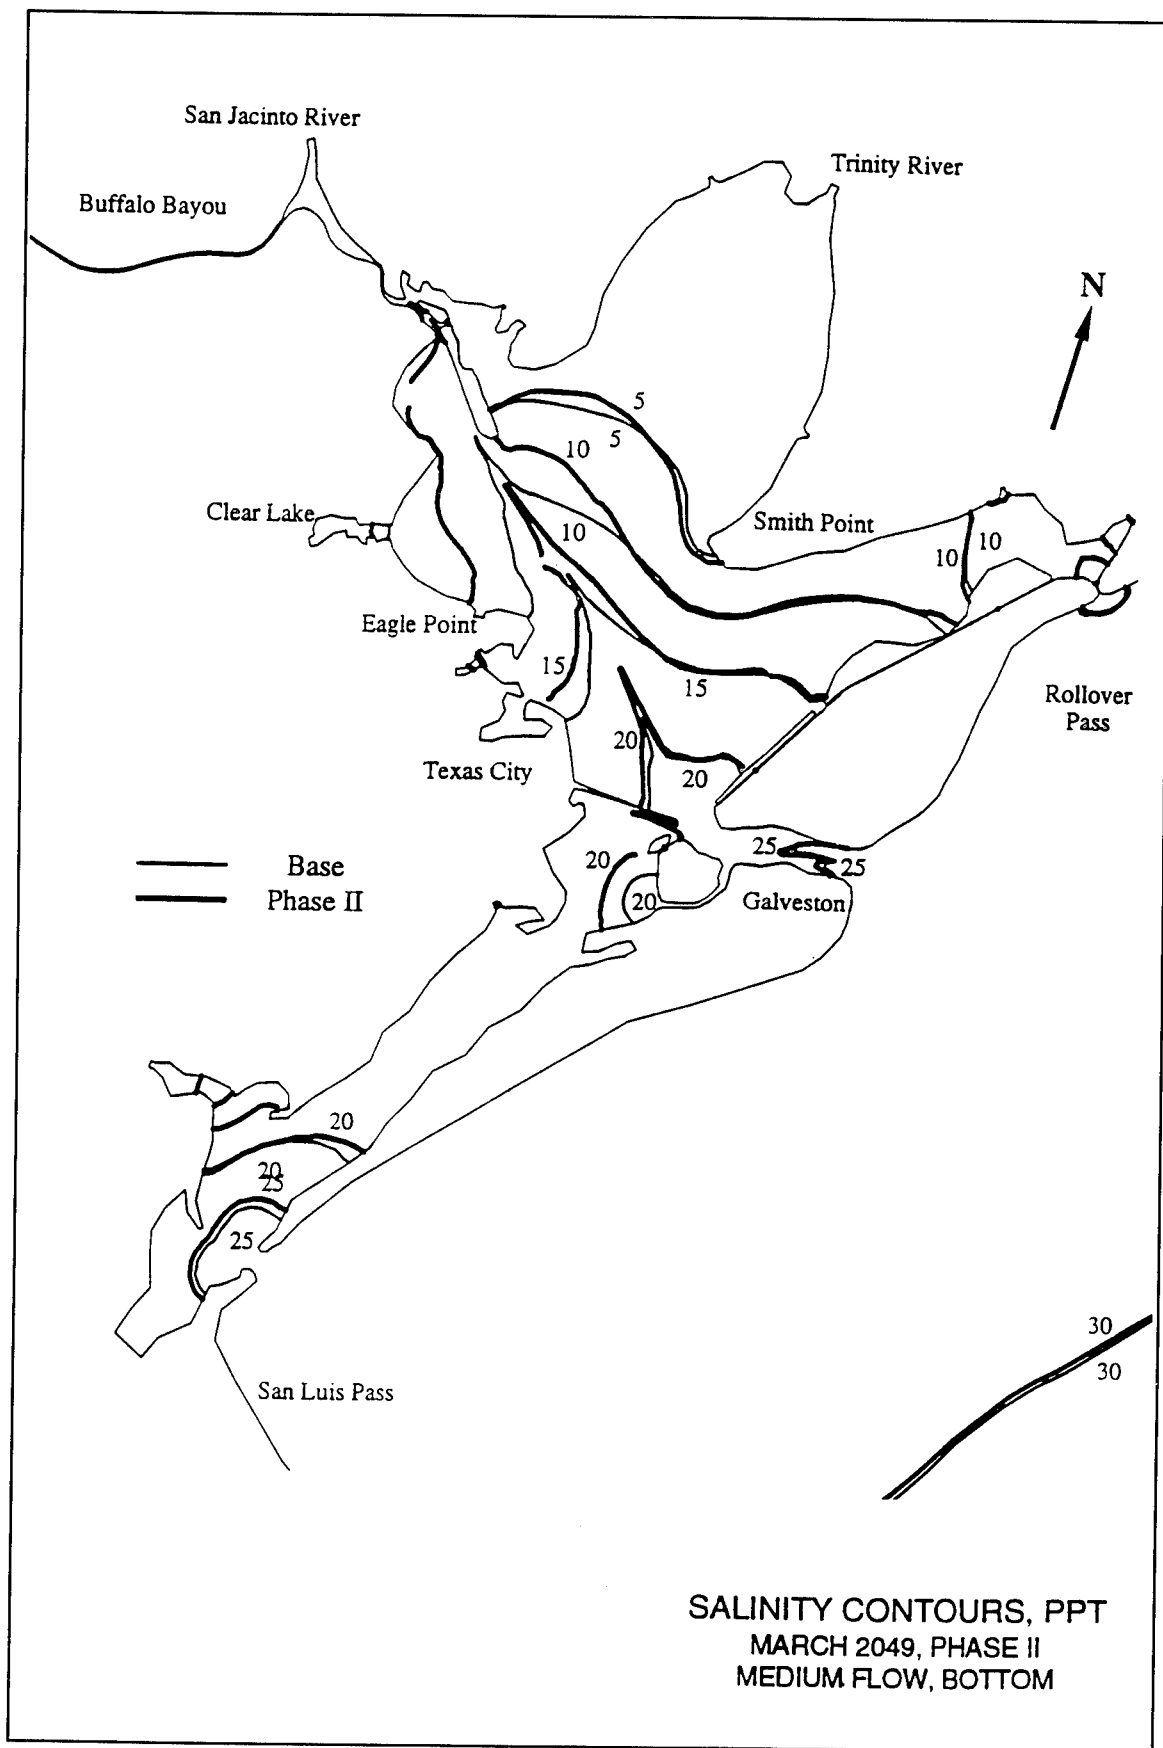 San Jacinto River
Trinity River
Buffalo Bayou
N
5
5
10
Clear Lake
Smith Point
10
10
10
Eagle Point
15
15
Rollover
Pass
20
Texas City
20
25
20
25
Base
Phase II
20
Galveston
20
20
25
25
30
30
San Luis Pass
SALINITY CONTOURS, PPT
MARCH 2049, PHASE II
MEDIUM FLOW, BOTTOM